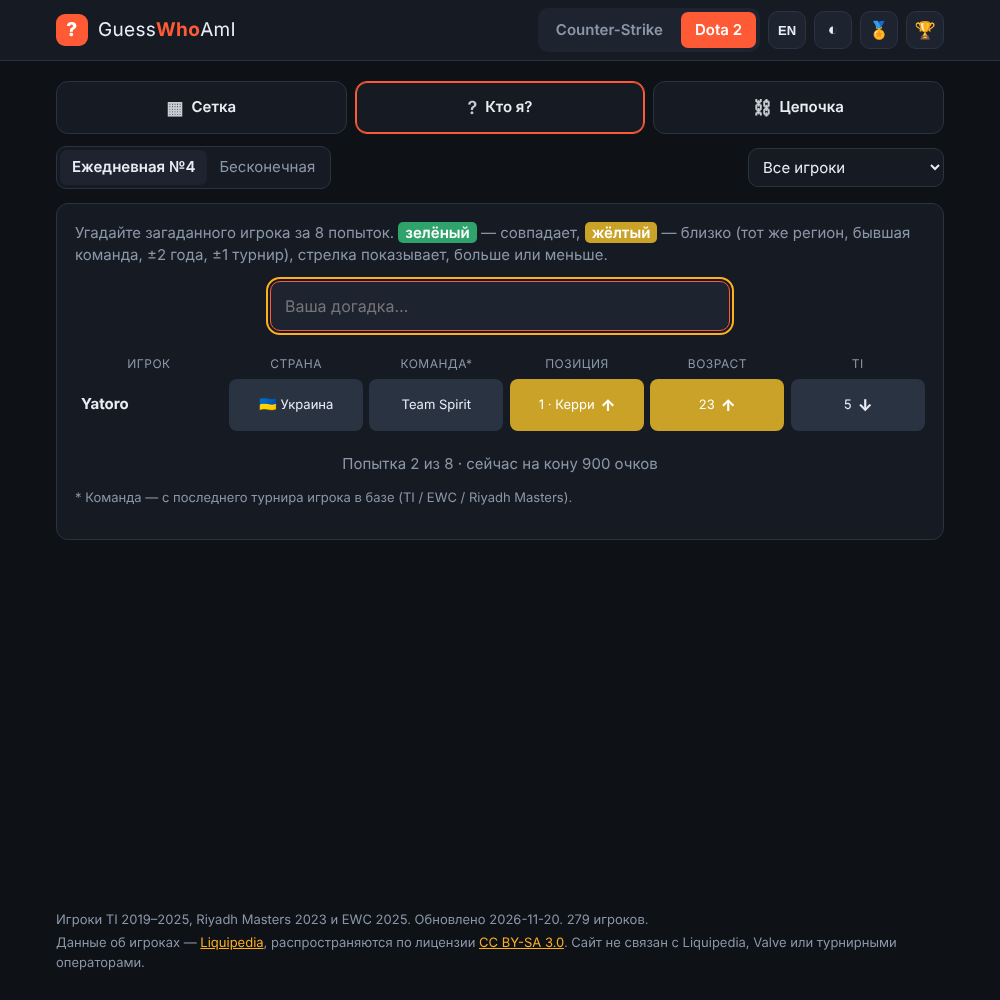 ? GuessWhoAmI
Counter-Strike Dota 2 EN
Сетка
? Кто я?
Цепочка
Ежедневная №4 Бесконечная
Все игроки
Угадайте загаданного игрока за 8 попыток. зелёный — совпадает, жёлтый — близко (тот же регион, бывшая
команда, ±2 года, ±1 турнир), стрелка показывает, больше или меньше.
Ваша догадка...
ИГРОК СТРАНА КОМАНДА* ПОЗИЦИЯ ВОЗРАСТ TI
Yatoro Украина Team Spirit 1 · Керри ↑ 23 ↑ 5 ↓
Попытка 2 из 8 · сейчас на кону 900 очков
* Команда — с последнего турнира игрока в базе (TI / EWC / Riyadh Masters).
Игроки TI 2019–2025, Riyadh Masters 2023 и EWC 2025. Обновлено 2026-11-20. 279 игроков.
Данные об игроках — Liquipedia, распространяются по лицензии CC BY-SA 3.0. Сайт не связан с Liquipedia, Valve или турнирными
операторами.